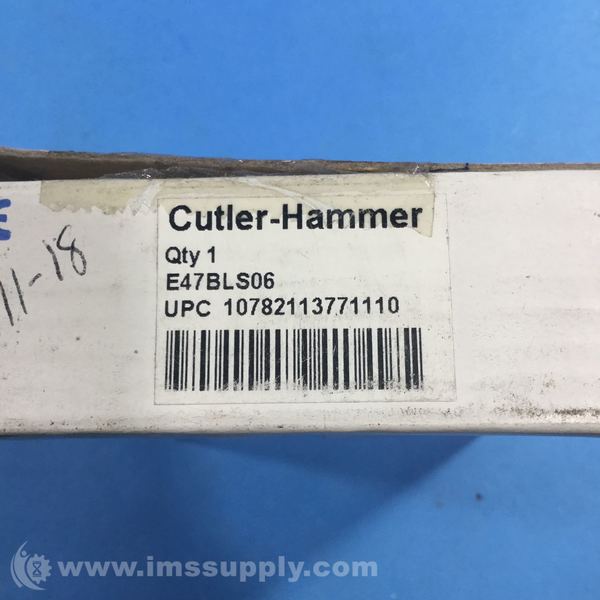 Cutler-Hammer
Qty 1
E47BLS06
UPC 10782113771110
11-18
www.imssupply.com